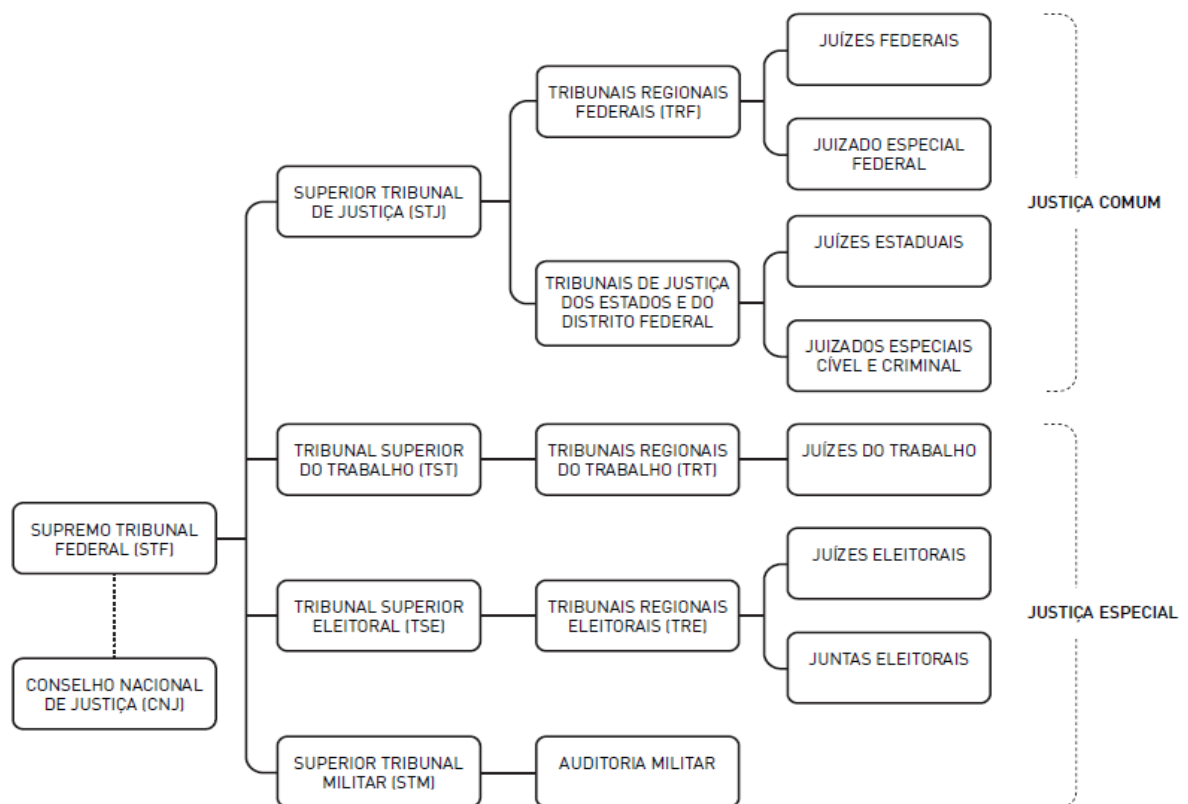 JUÍZES FEDERAIS
TRIBUNAIS REGIONAIS
FEDERAIS (TRF)
JUIZADO ESPECIAL
FEDERAL
SUPERIOR TRIBUNAL
DE JUSTIÇA (STJ)
JUSTIÇA COMUM
JUÍZES ESTADUAIS
TRIBUNAIS DE JUSTIÇA
DOS ESTADOS E DO
DISTRITO FEDERAL
JUIZADOS ESPECIAIS
CÍVEL E CRIMINAL
TRIBUNAL SUPERIOR
DO TRABALHO (TST)
TRIBUNAIS REGIONAIS
DO TRABALHO (TRT)
JUÍZES DO TRABALHO
SUPREMO TRIBUNAL
FEDERAL (STF)
JUÍZES ELEITORAIS
TRIBUNAL SUPERIOR
ELEITORAL (TSE)
TRIBUNAIS REGIONAIS
ELEITORAIS (TRE)
JUSTIÇA ESPECIAL
JUNTAS ELEITORAIS
CONSELHO NACIONAL
DE JUSTIÇA (CNJ)
SUPERIOR TRIBUNAL
MILITAR (STM)
AUDITORIA MILITAR